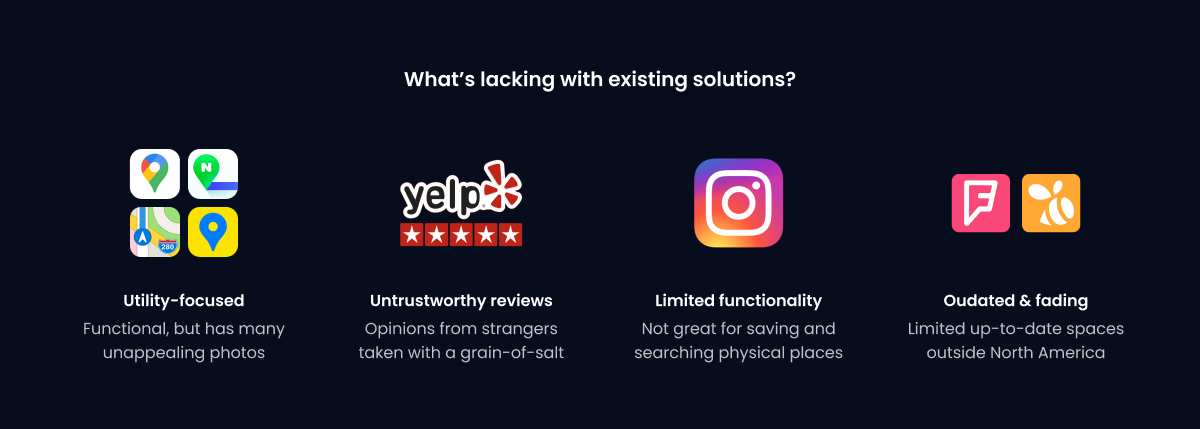 What's lacking with existing solutions?
N
280
yelp
Utility-focused
Functional, but has many
unappealing photos
Untrustworthy reviews
Opinions from strangers
taken with a grain-of-salt
Limited functionality
Not great for saving and
searching physical places
Oudated & fading
Limited up-to-date spaces
outside North America